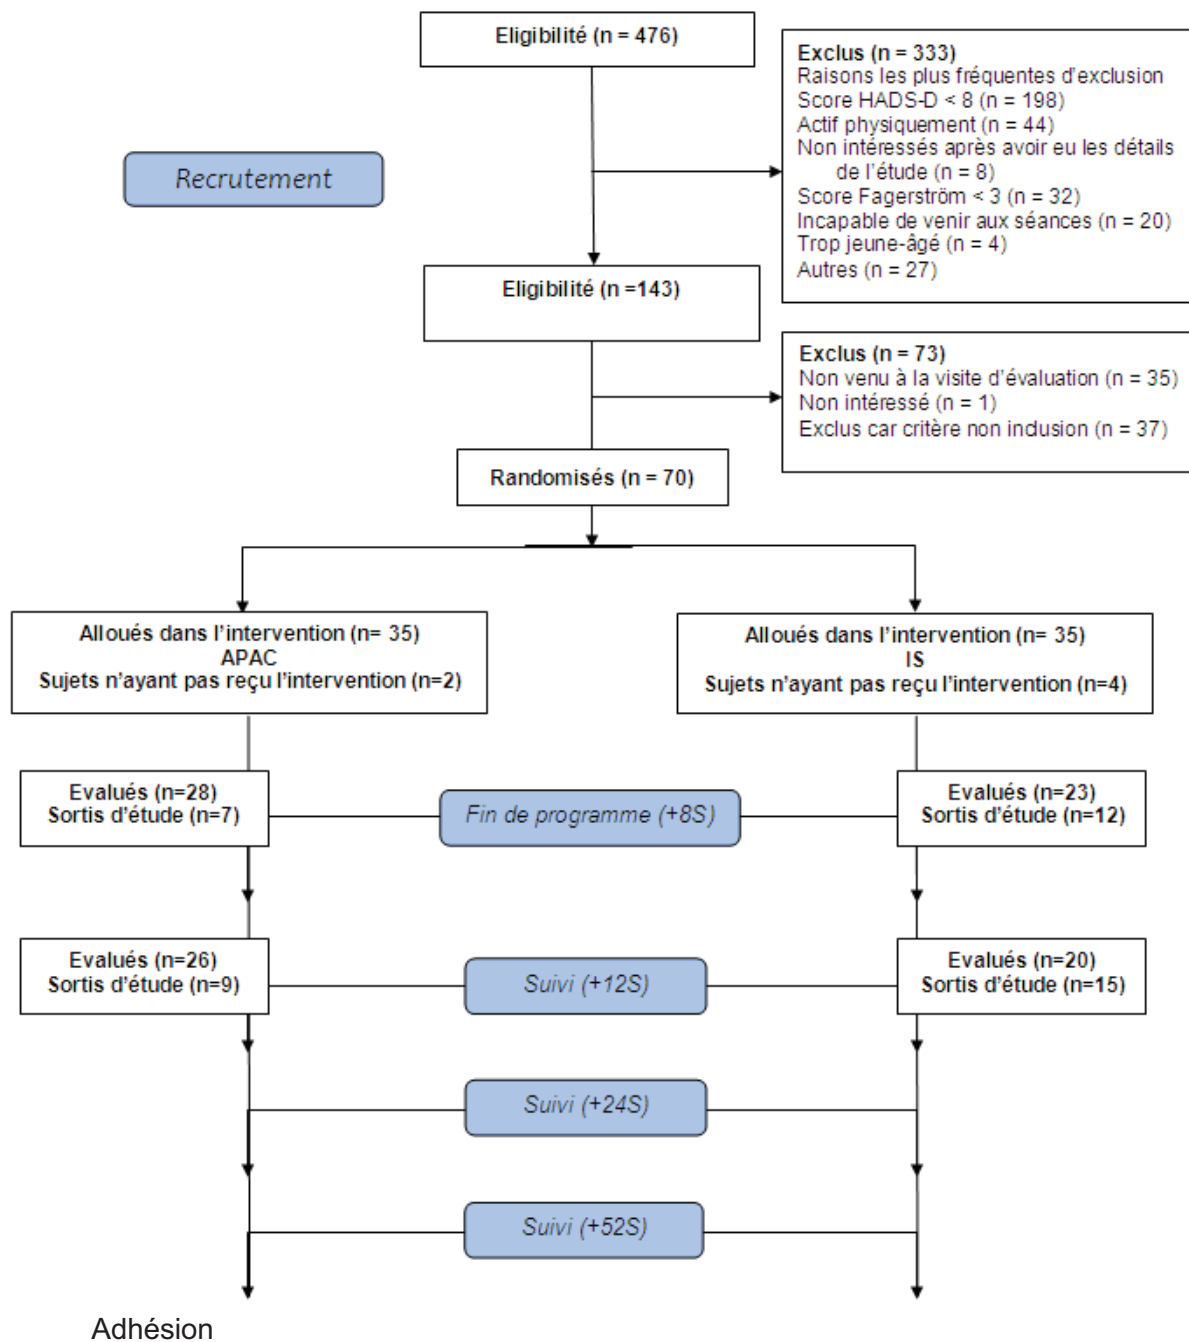 Eligibilité (n = 476)
Exclus (n = 333)
Raisons les plus fréquentes d'exclusion
Score HADS-D < 8 (n = 198)
Actif physiquement (n = 44)
Non intéressés après avoir eu les détails
de l'étude (n = 8)
Score Fagerström < 3 (n = 32)
Incapable de venir aux séances (n = 20)
Trop jeune-âgé (n = 4)
Autres (n = 27)
Recrutement
Eligibilité (n =143)
Exclus (n = 73)
Non venu à la visite d'évaluation (n = 35)
Non intéressé (n = 1)
Exclus car critère non inclusion (n = 37)
Randomisés (n = 70)
Alloués dans l'intervention (n= 35)
APAC
Sujets n'ayant pas reçu l'intervention (n=2)
Alloués dans l'intervention (n= 35)
IS
Sujets n'ayant pas reçu l'intervention (n=4)
Evalués (n=28)
Sortis d'étude (n=7)
Fin de programme (+8S)
Evalués (n=23)
Sortis d'étude (n=12)
Evalués (n=26)
Sortis d'étude (n=9)
Suivi (+12S)
Evalués (n=20)
Sortis d'étude (n=15)
Suivi (+24S)
Suivi (+52S)
Adhésion